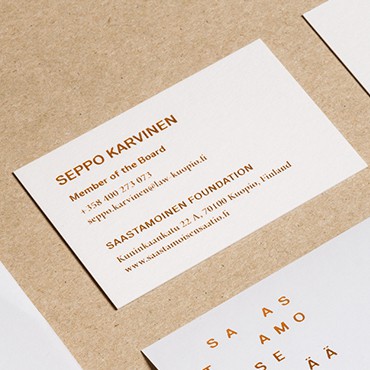 SEPPO KARVINEN
Member of the Board
+358 400 273 073
seppo.karvinen@law-kuopio.fi
SAASTAMOINEN FOUNDATION
Kuninkaankatu 22 A, 70100 Kuopio, Finland
www.saastamoisensaatio.fi
SA AS
T AMO
SE
ÄÄ